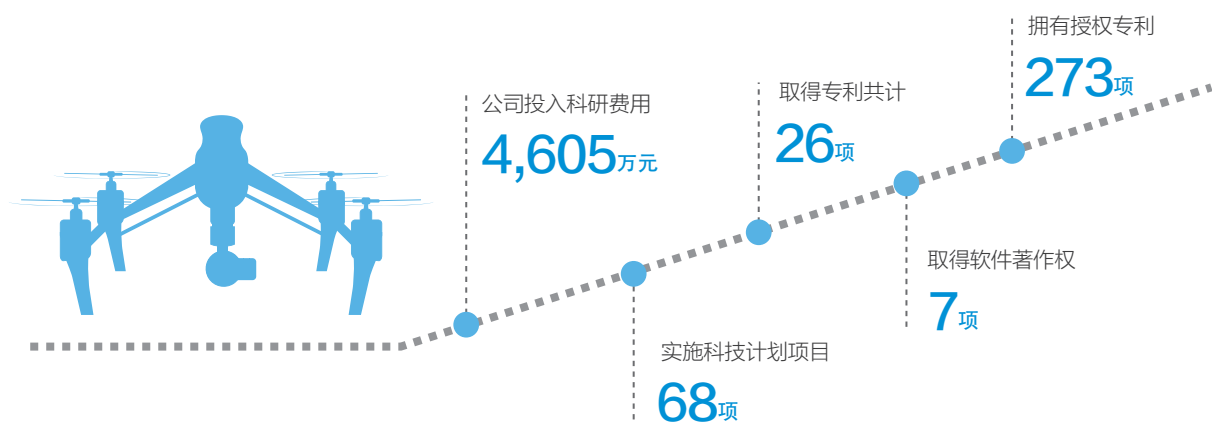 公司投入科研费用
4,605万元
实施科技计划项目
68项
取得专利共计
26项
取得软件著作权
7项
拥有授权专利
273项